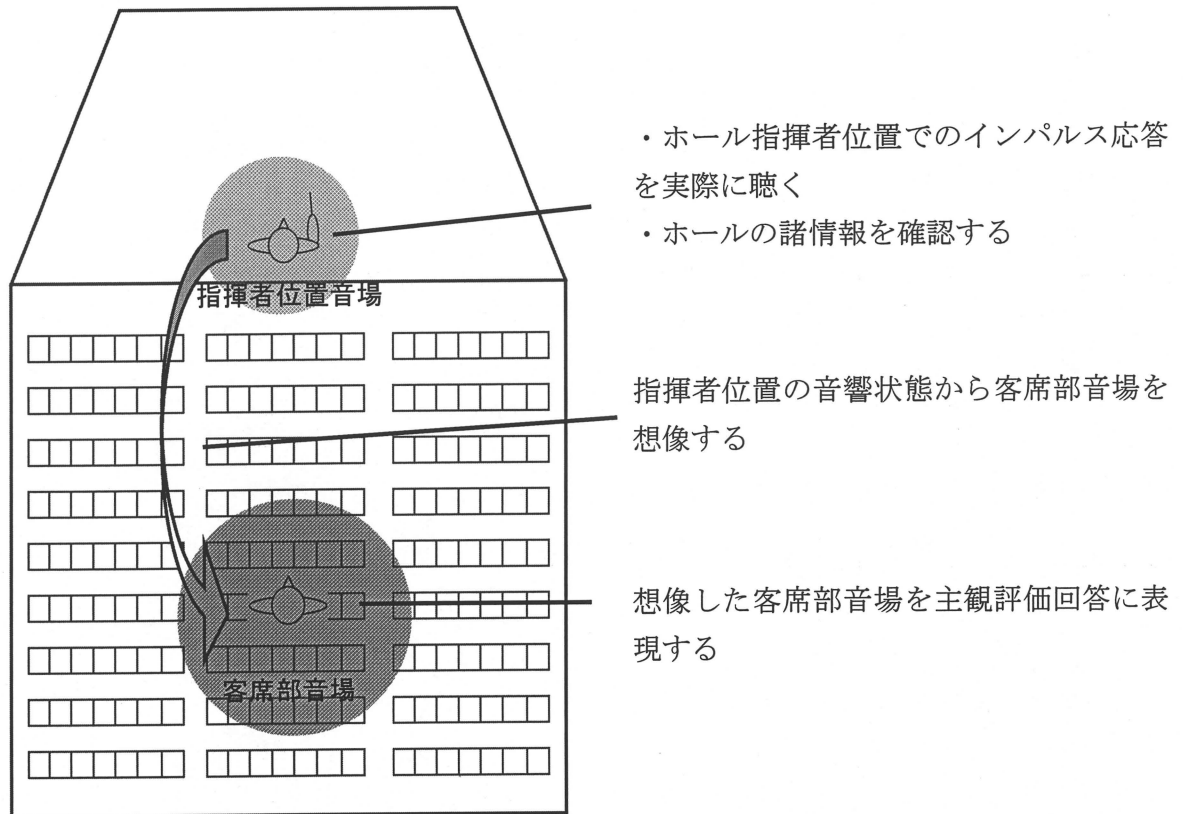 ・ホール指揮者位置でのインパルス応答
を実際に聴く
・ホールの諸情報を確認する
指揮者位置音場
指揮者位置の音響状態から客席部音場を
想像する
想像した客席部音場を主観評価回答に表
現する
客席部音場